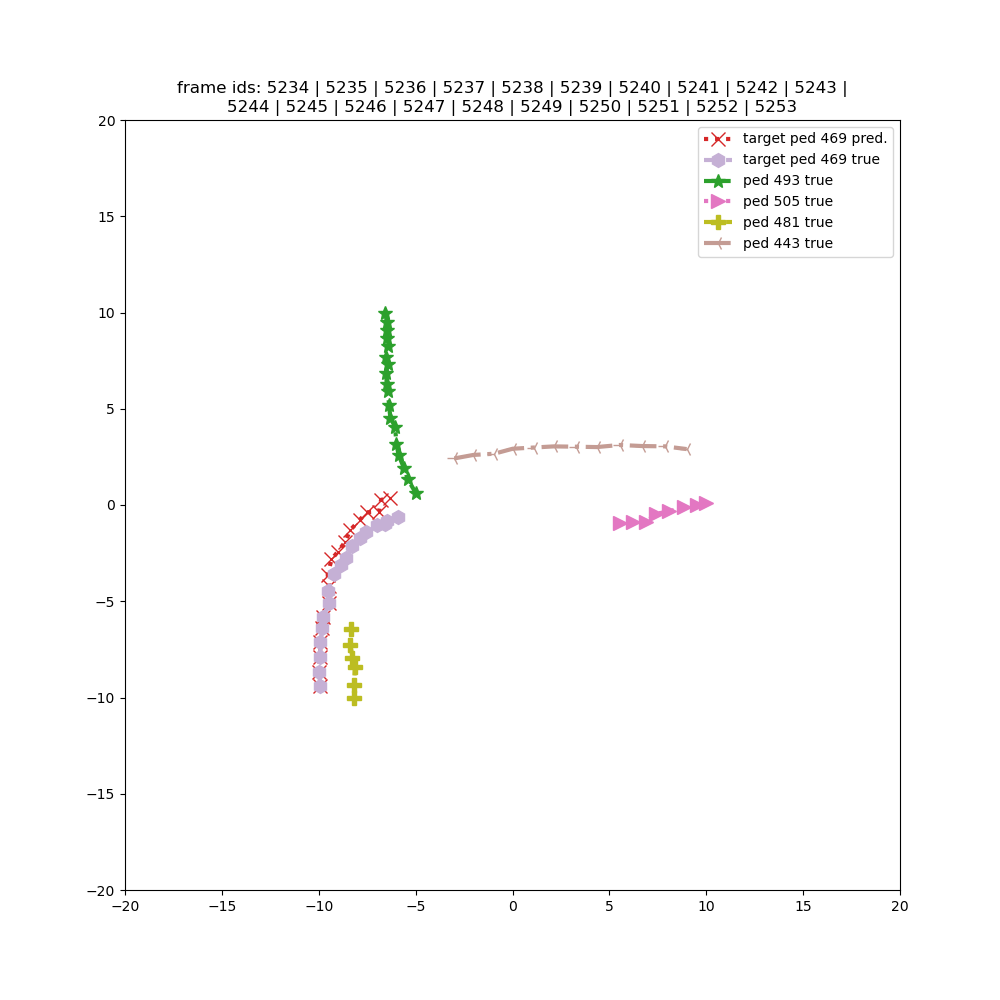 frame ids: 5234 | 5235 | 5236 | 5237 | 5238 | 5239 | 5240 | 5241 | 5242 | 5243 |
5244 | 5245 | 5246 | 5247 | 5248 | 5249 | 5250 | 5251 | 5252 | 5253
target ped 469 pred.
target ped 469 true
ped 493 true
ped 505 true
ped 481 true
ped 443 true
20
15
10
5
0
−5
−10
−15
−20
−20 −15 −10 −5 0 5 10 15 20